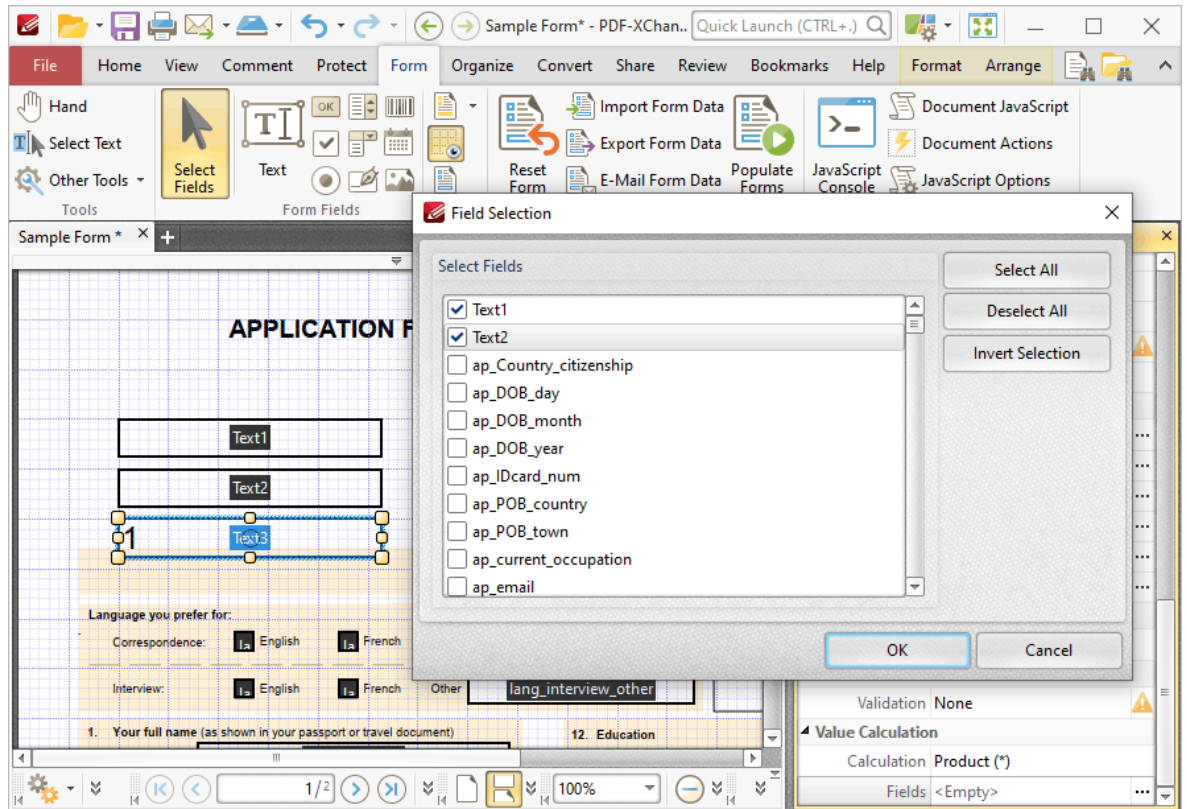 Sample Form* - PDF-XChan..
Quick Launch (CTRL+.)
File Home View Comment Protect Form Organize Convert Share Review Bookmarks Help Format Arrange
Hand
Select Text
Other Tools
Tools
Select Fields
Text
OK
Form Fields
Reset Form
Import Form Data
Export Form Data
E-Mail Form Data
Populate Forms
JavaScript Console
Document JavaScript
Document Actions
JavaScript Options
Sample Form *
APPLICATION F
Text1
Text2
1 Text3
Language you prefer for:
Correspondence: la English la French
Interview: la English la French Other lang_interview_other
1. Your full name (as shown in your passport or travel document)
12. Education
Field Selection
Select Fields
Text1
Text2
ap_Country_citizenship
ap_DOB_day
ap_DOB_month
ap_DOB_year
ap_IDcard_num
ap_POB_country
ap_POB_town
ap_current_occupation
ap_email
Select All
Deselect All
Invert Selection
OK
Cancel
Validation None
Value Calculation
Calculation Product (*)
Fields <Empty>
1/2
100%